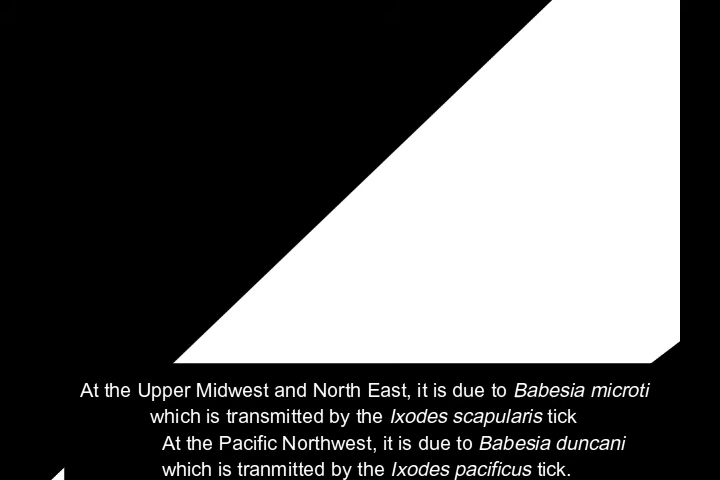 At the Upper Midwest and North East, it is due to Babesia microti
which is transmitted by the Ixodes scapularis tick
At the Pacific Northwest, it is due to Babesia duncani
which is tranmitted by the Ixodes pacificus tick.